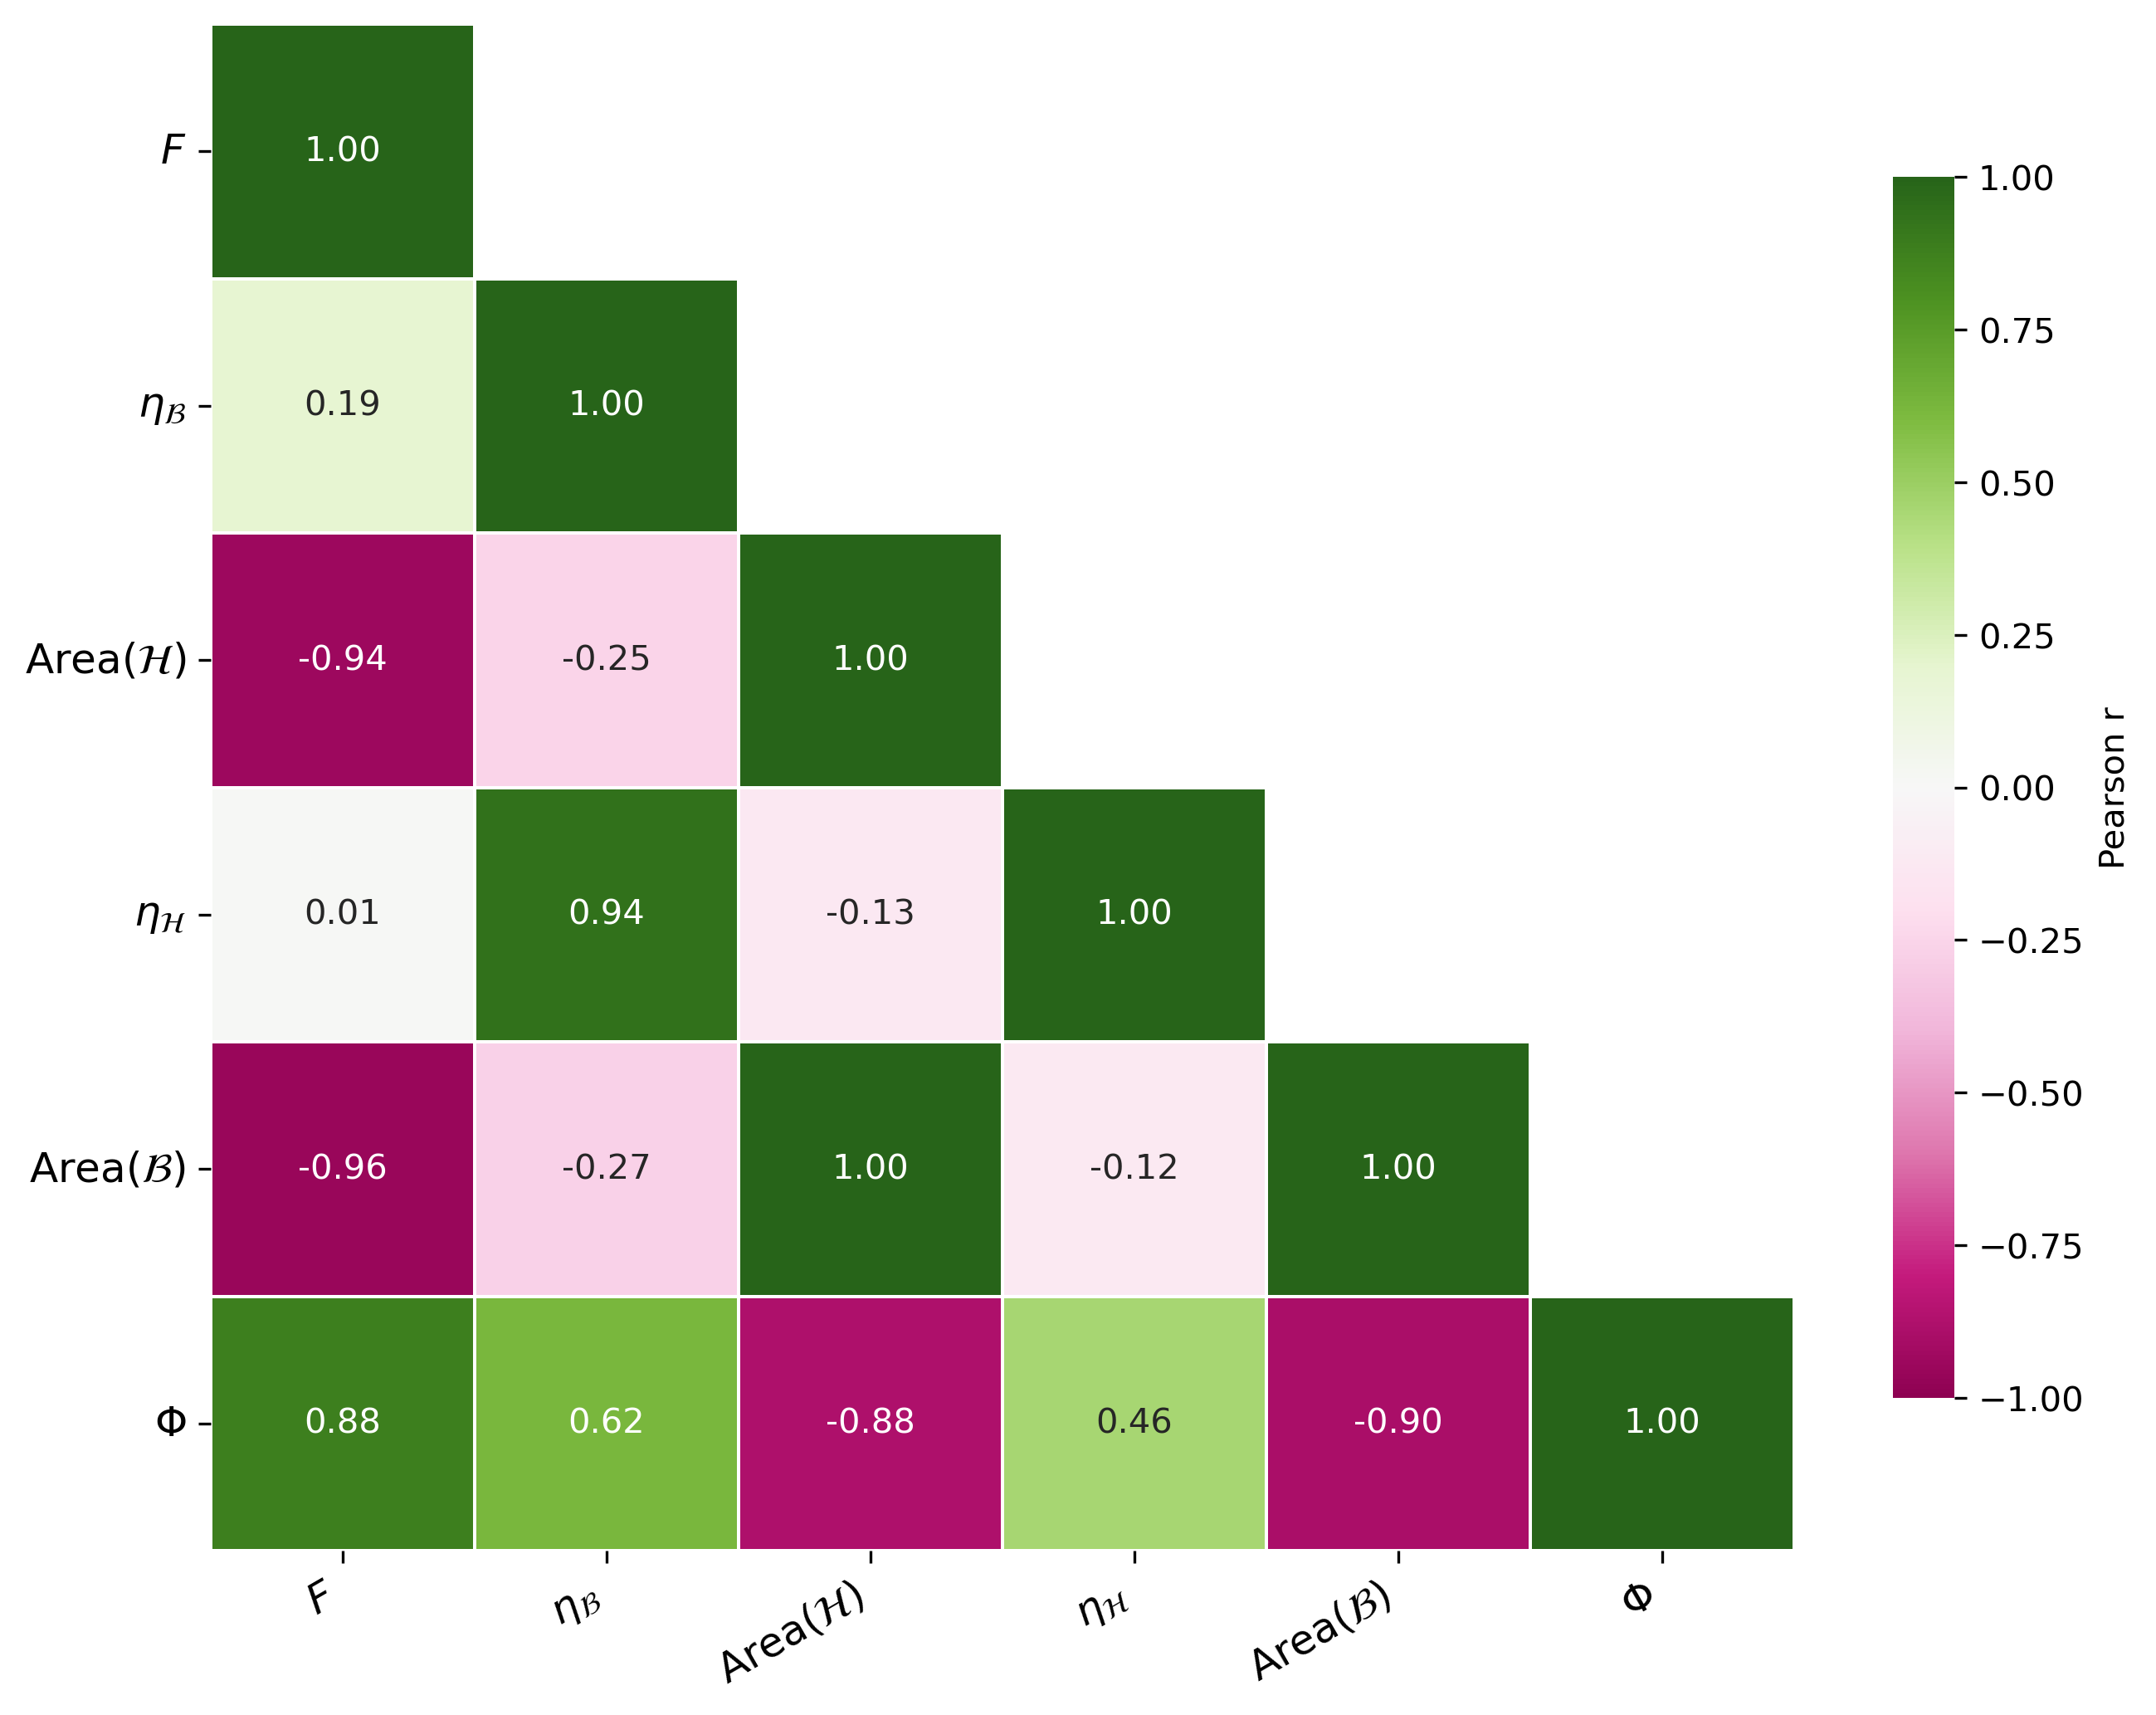 F 1.00
η_ℬ 0.19 1.00
Area(ℋ) -0.94 -0.25 1.00
η_ℋ 0.01 0.94 -0.13 1.00
Area(ℬ) -0.96 -0.27 1.00 -0.12 1.00
Φ 0.88 0.62 -0.88 0.46 -0.90 1.00
F η_ℬ Area(ℋ) η_ℋ Area(ℬ) Φ
1.00
0.75
0.50
0.25
0.00
−0.25
−0.50
−0.75
−1.00
Pearson r